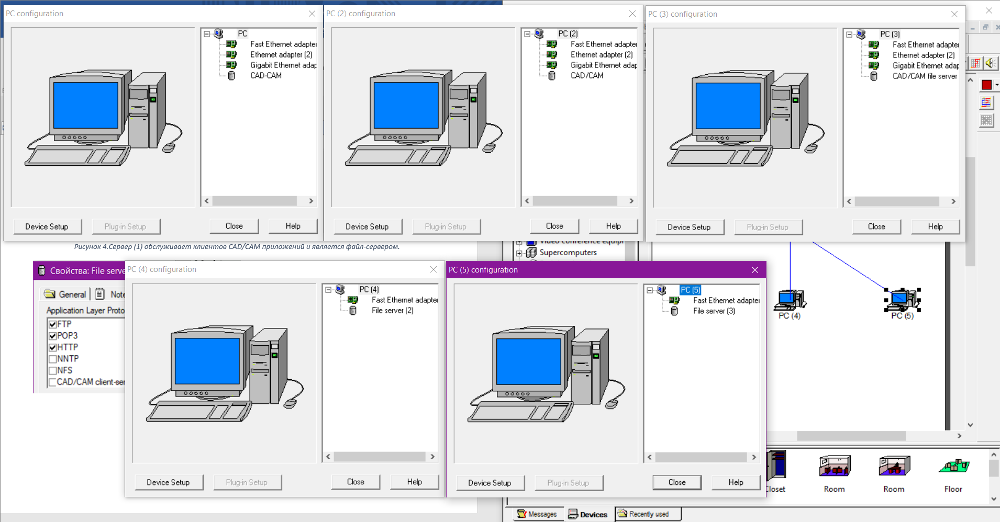 PC configuration
PC
Fast Ethernet adapter
Ethernet adapter (2)
Gigabit Ethernet adap
CAD-CAM
Device Setup
Plug-in Setup
Close
Help
PC (2) configuration
PC (2)
Fast Ethernet adapter
Ethernet adapter (2)
Gigabit Ethernet adap
CAD/CAM
Device Setup
Plug-in Setup
Close
Help
PC (3) configuration
PC (3)
Fast Ethernet adapter
Ethernet adapter (2)
Gigabit Ethernet adap
CAD/CAM file server
Device Setup
Plug-in Setup
Close
Help
Рисунок 4.Сервер (1) обслуживает клиентов CAD/CAM приложений и является файл-сервером.
Video conference equipr
Supercomputers
Свойства: File serve
General
Note
Application Layer Proto
FTP
POP3
HTTP
NNTP
NFS
CAD/CAM client-ser
PC (4) configuration
PC (4)
Fast Ethernet adapter
File server (2)
Device Setup
Plug-in Setup
Close
Help
PC (5) configuration
PC (5)
Fast Ethernet adapter
File server (3)
Device Setup
Plug-in Setup
Close
Help
PC (4)
PC (5)
Closet
Room
Room
Floor
Messages
Devices
Recently used